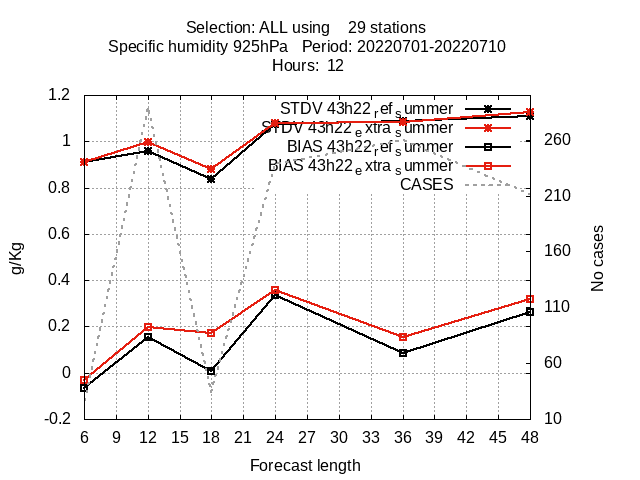 Selection: ALL using 29 stations
Specific humidity 925hPa Period: 20220701-20220710
Hours: 12
1.2
1
0.8
0.6
0.4
0.2
0
-0.2
g/Kg
STDV 43h22_ref_summer
STDV 43h22_extra_summer
BIAS 43h22_ref_summer
BIAS 43h22_extra_summer
CASES
260
210
160
110
60
10
No cases
6 9 12 15 18 21 24 27 30 33 36 39 42 45 48
Forecast length